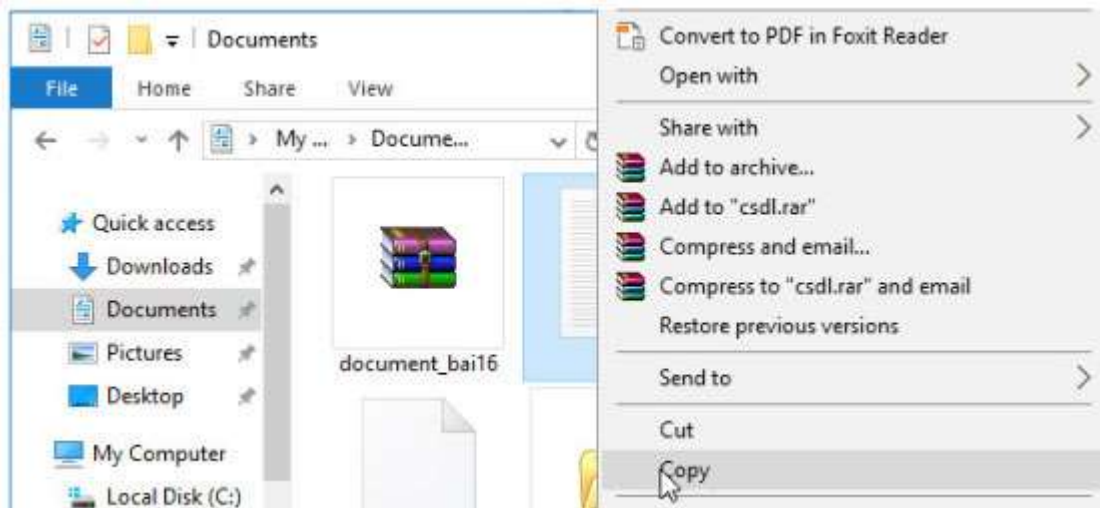 Documents
File Home Share View
My ... Docume...
Quick access
Downloads
Documents
Pictures
Desktop
My Computer
Local Disk (C:)
document_bai16
Convert to PDF in Foxit Reader
Open with
Share with
Add to archive...
Add to "csdl.rar"
Compress and email...
Compress to "csdl.rar" and email
Restore previous versions
Send to
Cut
Copy